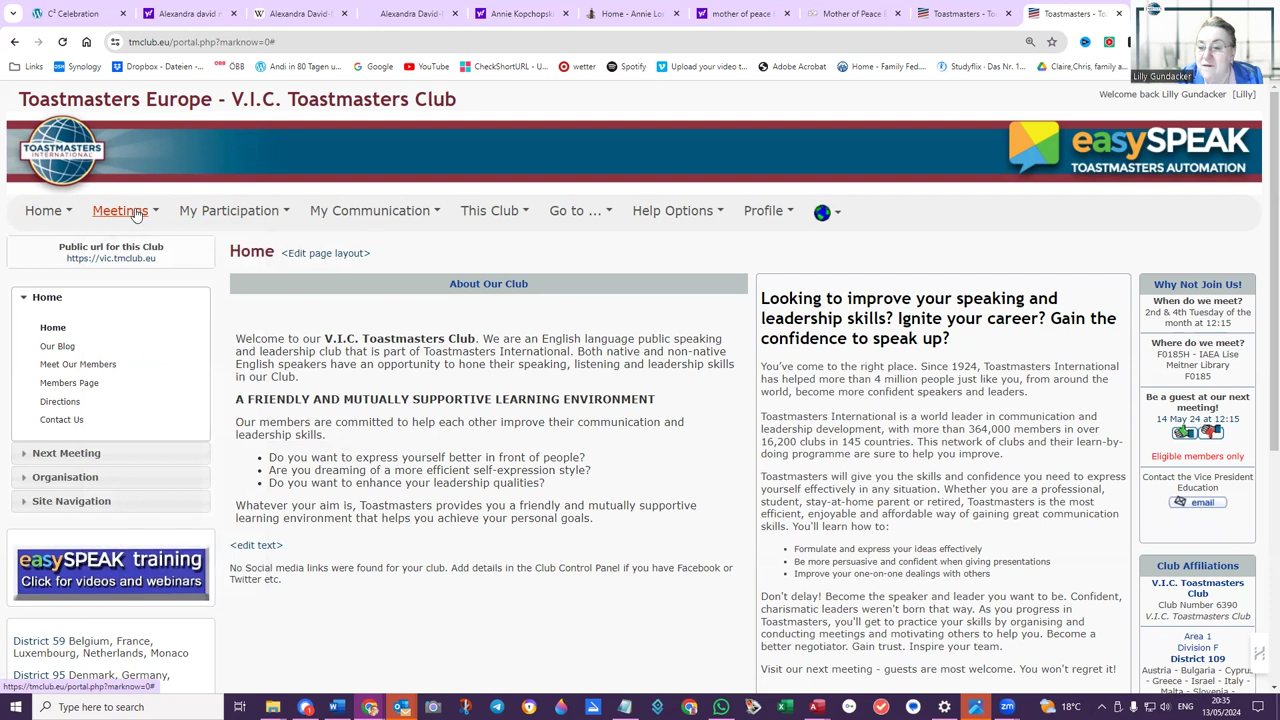 C² Celebration
Alexandra david n
Alexandra David
Alexandra Davi
Annie Londonpho
Home - Annie Lon
robes of peace -
Mother of Peace
Toastmasters - To
Toastmasters - To
tmclub.eu/portal.php?marknow=0#
Links
Synology
Dropbox - Dateien -...
ÖBB
Andi in 80 Tagen u...
Google
YouTube
CheckShortURL - U...
wetter
Spotify
Upload your video t...
Adobe Acrobat
Home - Family Fed...
Studyflix - Das Nr. 1...
Claire,Chris, family a...
Lilly Gundacker
Toastmasters Europe - V.I.C. Toastmasters Club
Welcome back Lilly Gundacker [Lilly]
TOASTMASTERS
INTERNATIONAL
easySPEAK
TOASTMASTERS AUTOMATION
Home
Meetings
My Participation
My Communication
This Club
Go to ...
Help Options
Profile
Public url for this Club
https://vic.tmclub.eu
Home
Home
Our Blog
Meet Our Members
Members Page
Directions
Contact Us
Next Meeting
Organisation
Site Navigation
easySPEAK training
Click for videos and webinars
District 59 Belgium, France,
Luxembourg, Netherlands, Monaco
District 95 Denmark, Germany,
Home <Edit page layout>
About Our Club
Welcome to our V.I.C. Toastmasters Club. We are an English language public speaking
and leadership club that is part of Toastmasters International. Both native and non-native
English speakers have an opportunity to hone their speaking, listening and leadership skills
in our Club.
A FRIENDLY AND MUTUALLY SUPPORTIVE LEARNING ENVIRONMENT
Our members are committed to help each other improve their communication and
leadership skills.
• Do you want to express yourself better in front of people?
• Are you dreaming of a more efficient self-expression style?
• Do you want to enhance your leadership qualities?
Whatever your aim is, Toastmasters provides your friendly and mutually supportive
learning environment that helps you achieve your personal goals.
<edit text>
No Social media links were found for your club. Add details in the Club Control Panel if you have Facebook or
Twitter etc.
Looking to improve your speaking and
leadership skills? Ignite your career? Gain the
confidence to speak up?
You've come to the right place. Since 1924, Toastmasters International
has helped more than 4 million people just like you, from around the
world, become more confident speakers and leaders.
Toastmasters International is a world leader in communication and
leadership development, with more than 364,000 members in over
16,200 clubs in 145 countries. This network of clubs and their learn-by-
doing programme are sure to help you improve.
Toastmasters will give you the skills and confidence you need to express
yourself effectively in any situation. Whether you are a professional,
student, stay-at-home parent or retired, Toastmasters is the most
efficient, enjoyable and affordable way of gaining great communication
skills. You'll learn how to:
• Formulate and express your ideas effectively
• Be more persuasive and confident when giving presentations
• Improve your one-on-one dealings with others
Don't delay! Become the speaker and leader you want to be. Confident,
charismatic leaders weren't born that way. As you progress in
Toastmasters, you'll get to practice your skills by organising and
conducting meetings and motivating others to help you. Become a
better negotiator. Gain trust. Inspire your team.
Visit our next meeting - guests are most welcome. You won't regret it!
Why Not Join Us!
When do we meet?
2nd & 4th Tuesday of the
month at 12:15
Where do we meet?
F0185H - IAEA Lise
Meitner Library
F0185
Be a guest at our next
meeting!
14 May 24 at 12:15
Eligible members only
Contact the Vice President
Education
email
Club Affiliations
V.I.C. Toastmasters
Club
Club Number 6390
V.I.C. Toastmasters Club
Area 1
Division F
District 109
Austria - Bulgaria - Cyprus
- Greece - Israel - Italy -
Malta - Slovenia -
https://tmclub.eu/portal.php?marknow=0#
Type here to search
18°C
20:35
13/05/2024